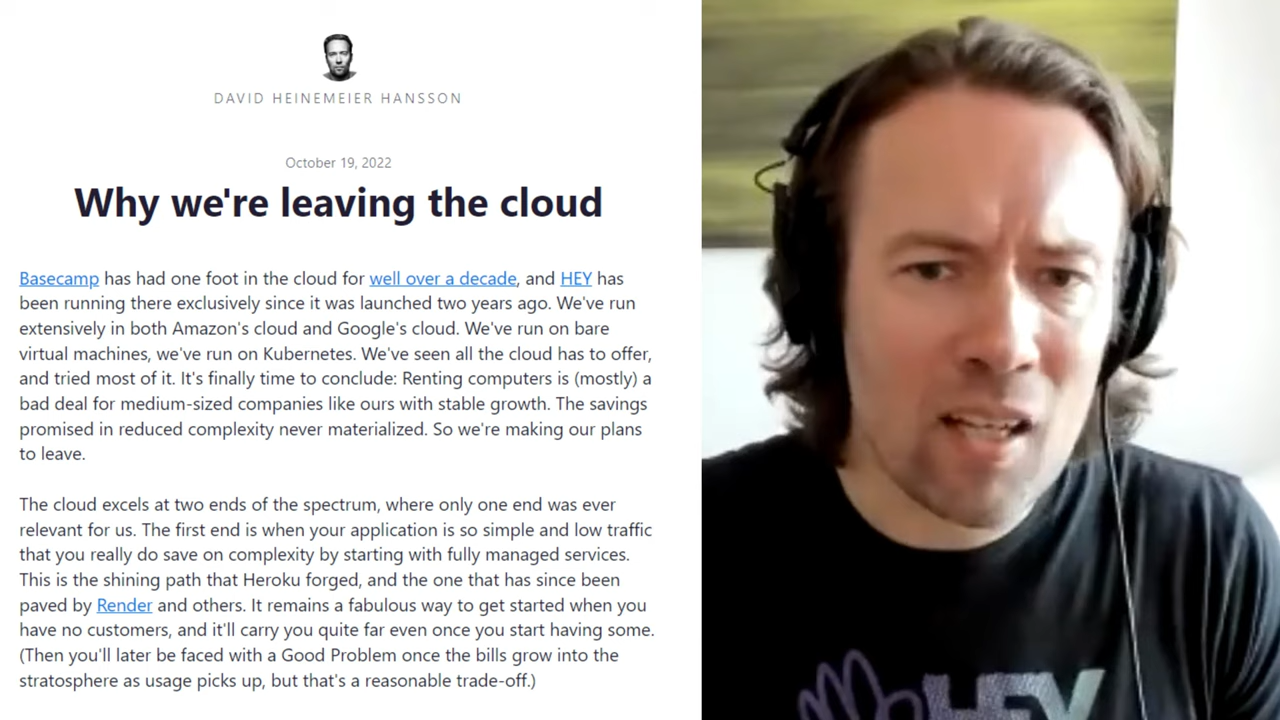 DAVID HEINEMEIER HANSSON
October 19, 2022
Why we're leaving the cloud
Basecamp has had one foot in the cloud for well over a decade, and HEY has
been running there exclusively since it was launched two years ago. We've run
extensively in both Amazon's cloud and Google's cloud. We've run on bare
virtual machines, we've run on Kubernetes. We've seen all the cloud has to offer,
and tried most of it. It's finally time to conclude: Renting computers is (mostly) a
bad deal for medium-sized companies like ours with stable growth. The savings
promised in reduced complexity never materialized. So we're making our plans
to leave.
The cloud excels at two ends of the spectrum, where only one end was ever
relevant for us. The first end is when your application is so simple and low traffic
that you really do save on complexity by starting with fully managed services.
This is the shining path that Heroku forged, and the one that has since been
paved by Render and others. It remains a fabulous way to get started when you
have no customers, and it'll carry you quite far even once you start having some.
(Then you'll later be faced with a Good Problem once the bills grow into the
stratosphere as usage picks up, but that's a reasonable trade-off.)
HEY